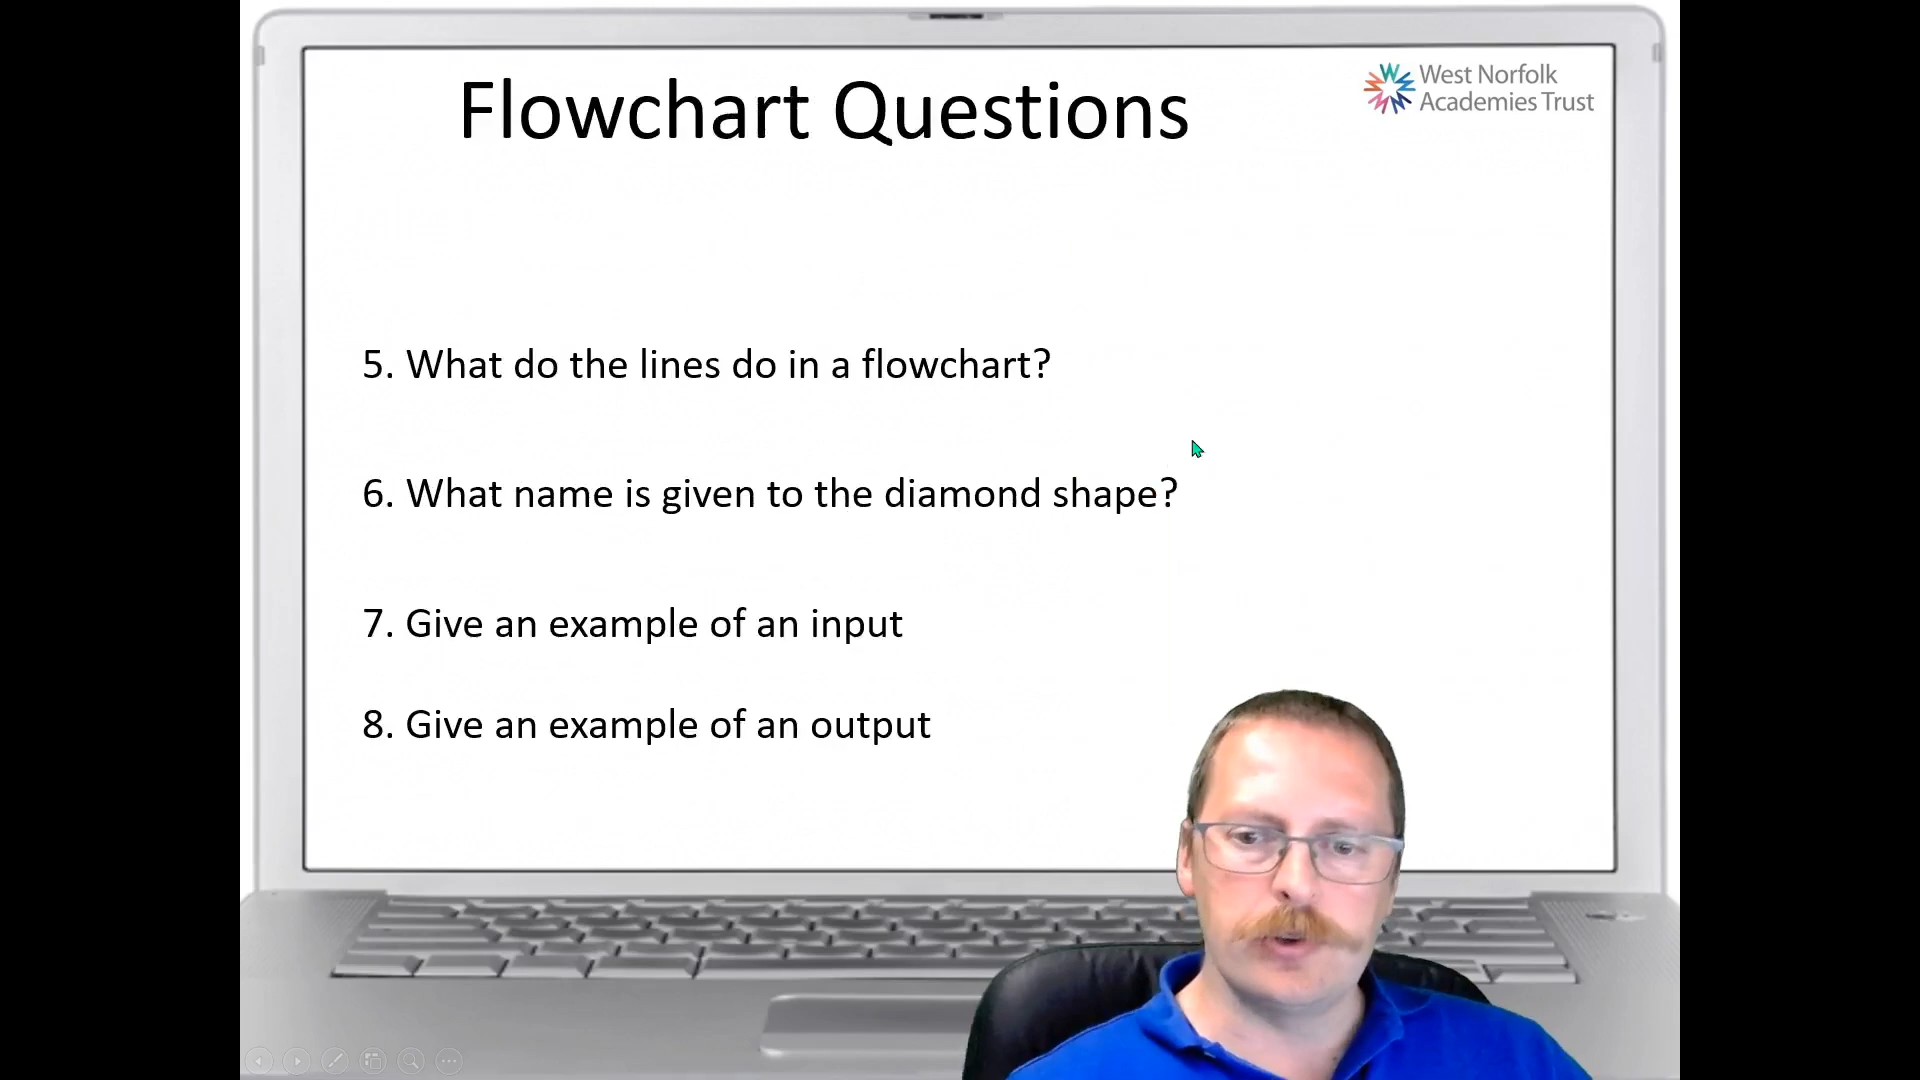 Flowchart Questions
West Norfolk
Academies Trust
5. What do the lines do in a flowchart?
6. What name is given to the diamond shape?
7. Give an example of an input
8. Give an example of an output